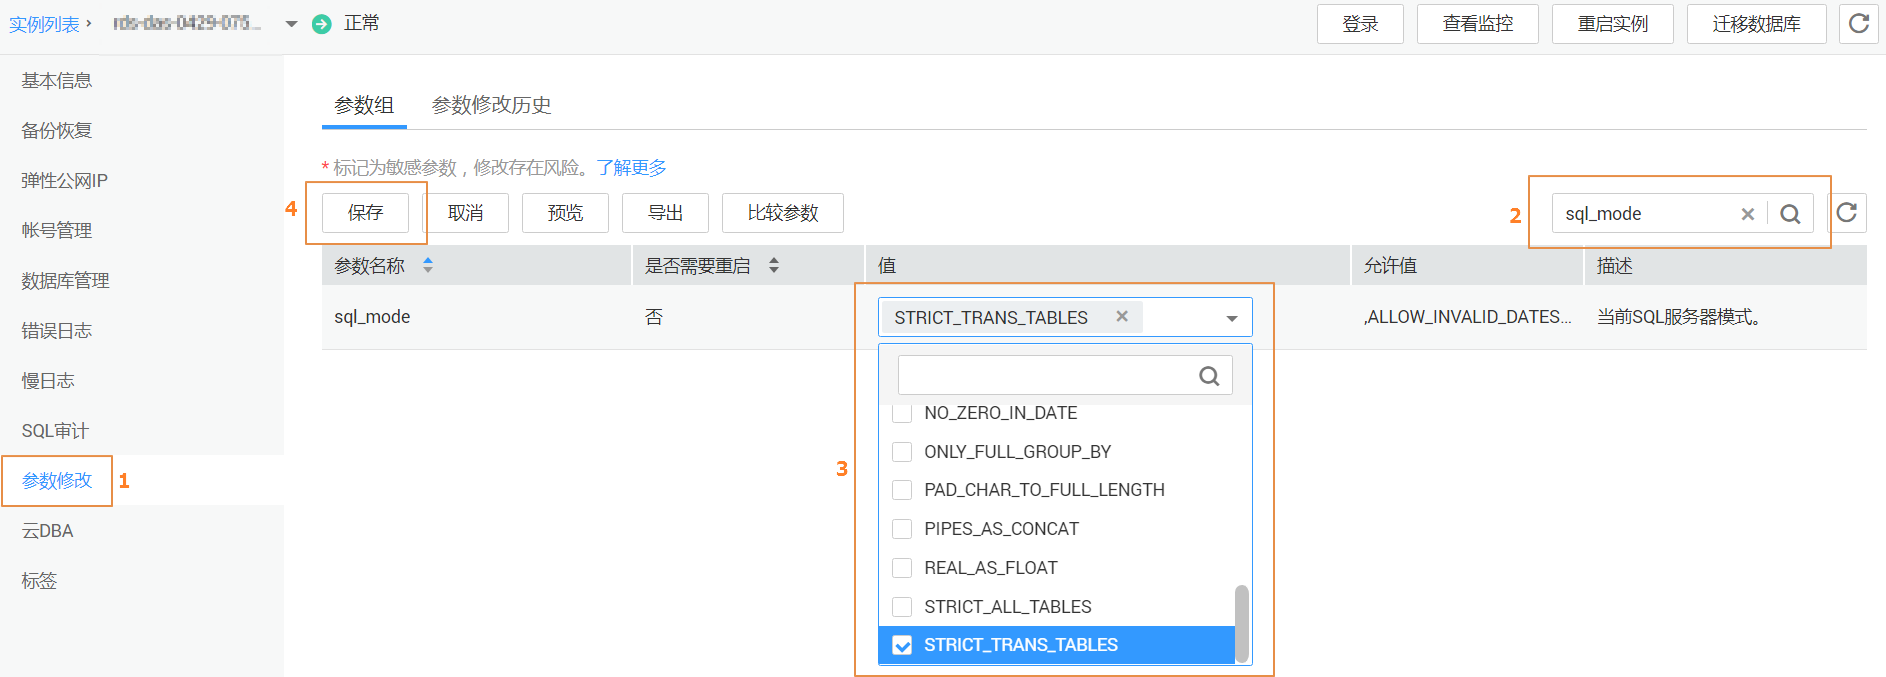 实例列表 > rds-das-0429-075... 正常 登录 查看监控 重启实例 迁移数据库
基本信息
备份恢复
弹性公网IP
帐号管理
数据库管理
错误日志
慢日志
SQL审计
参数修改 1
云DBA
标签
参数组 参数修改历史
* 标记为敏感参数，修改存在风险。了解更多
4 保存 取消 预览 导出 比较参数 2 sql_mode
参数名称 是否需要重启 值 允许值 描述
sql_mode 否 STRICT_TRANS_TABLES ,ALLOW_INVALID_DATES... 当前SQL服务器模式。
3
NO_ZERO_IN_DATE
ONLY_FULL_GROUP_BY
PAD_CHAR_TO_FULL_LENGTH
PIPES_AS_CONCAT
REAL_AS_FLOAT
STRICT_ALL_TABLES
STRICT_TRANS_TABLES